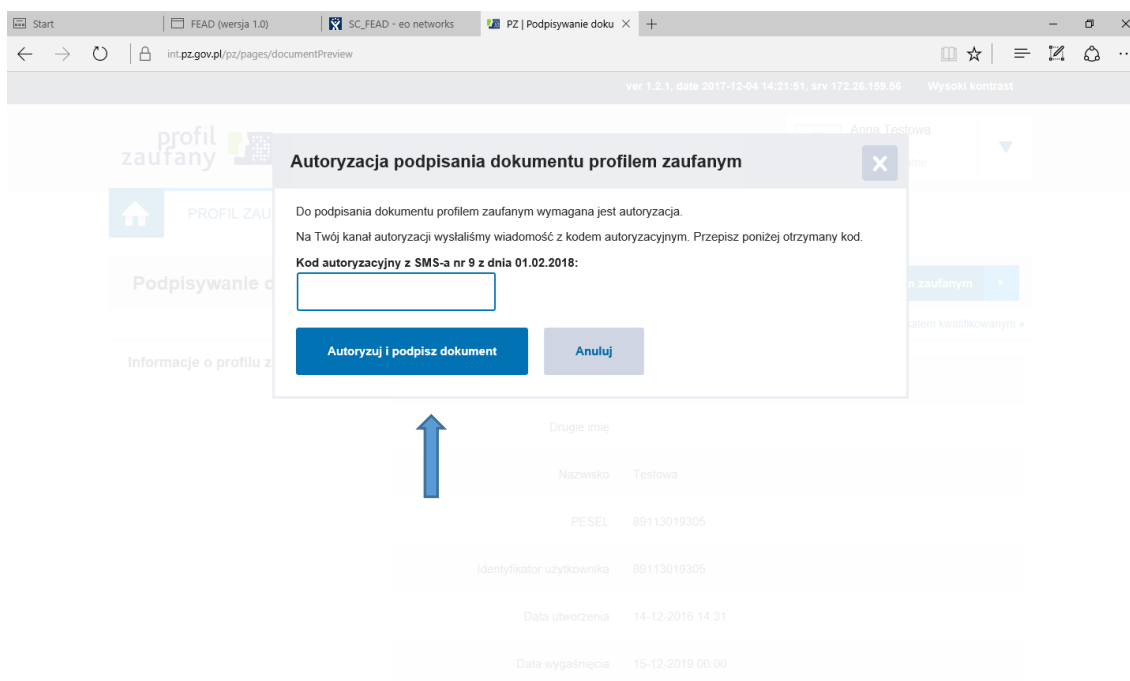 Start
FEAD (wersja 1.0)
SC_FEAD - eo networks
PZ | Podpisywanie doku
int.pz.gov.pl/pz/pages/documentPreview
ver 1.2.1, date 2017-12-04 14:21:51, srv 172.26.159.56 Wysoki kontrast
profil
zaufany
Anna Testowa
Autoryzacja podpisania dokumentu profilem zaufanym
PROFIL ZAU
Do podpisania dokumentu profilem zaufanym wymagana jest autoryzacja.
Na Twój kanał autoryzacji wysłaliśmy wiadomość z kodem autoryzacyjnym. Przepisz poniżej otrzymany kod.
Kod autoryzacyjny z SMS-a nr 9 z dnia 01.02.2018:
Podpisywanie d
m zaufanym
atem kwalifikowanym »
Autoryzuj i podpisz dokument
Anuluj
Informacje o profilu z
Drugie imię
Nazwisko Testowa
PESEL 89113019305
Identyfikator użytkownika 89113019305
Data utworzenia 14-12-2016 14:31
Data wygaśnięcia 15-12-2019 00:00